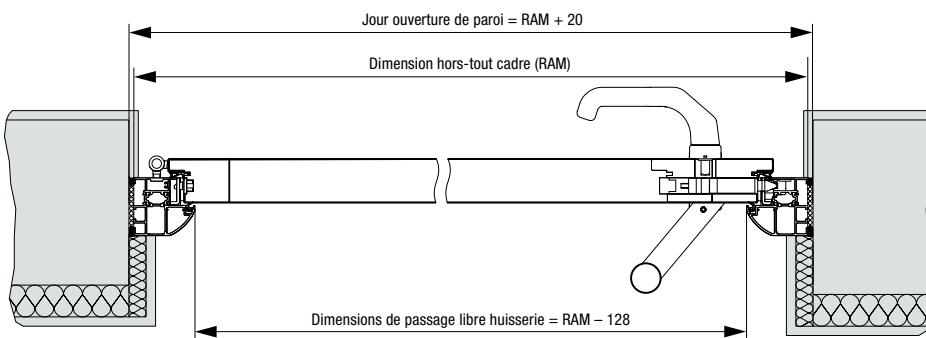 Jour ouverture de paroi = RAM + 20
Dimension hors-tout cadre (RAM)
Dimensions de passage libre huisserie = RAM – 128